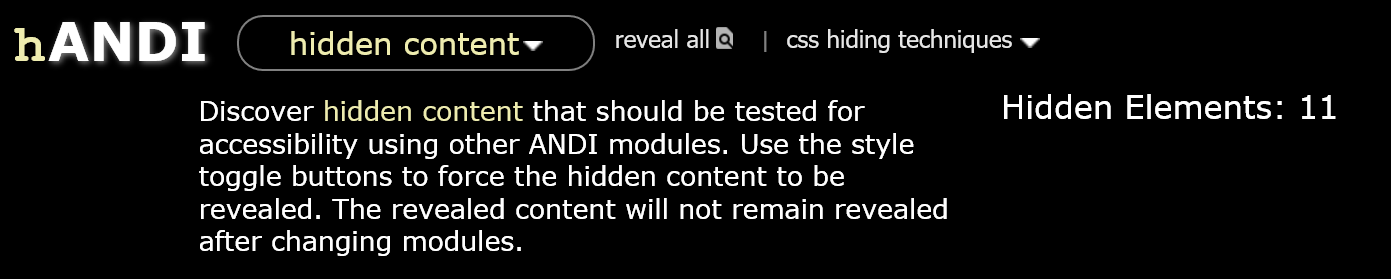 hANDI hidden content reveal all | css hiding techniques
Discover hidden content that should be tested for
accessibility using other ANDI modules. Use the style
toggle buttons to force the hidden content to be
revealed. The revealed content will not remain revealed
after changing modules.
Hidden Elements: 11